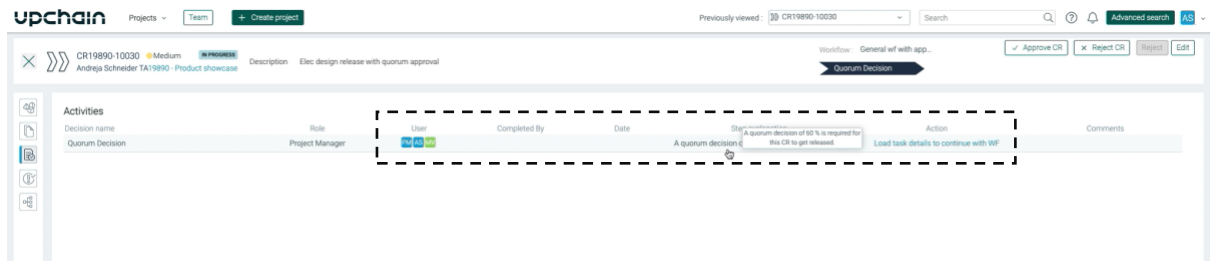 upchain Projects Team + Create project Previously viewed : CR19890-10030 Search Advanced search AS
CR19890-10030 Medium IN PROGRESS
Andreja Schneider TA19890 - Product showcase
Description Elec design release with quorum approval
Workflow : General wf with app...
Quorum Decision
Approve CR Reject CR Reject Edit
Activities
Decision name Role User Completed By Date Action Comments
Quorum Decision Project Manager PM AS MV A quorum decision Load task details to continue with WF
A quorum decision of 60 % is required for
this CR to get released.